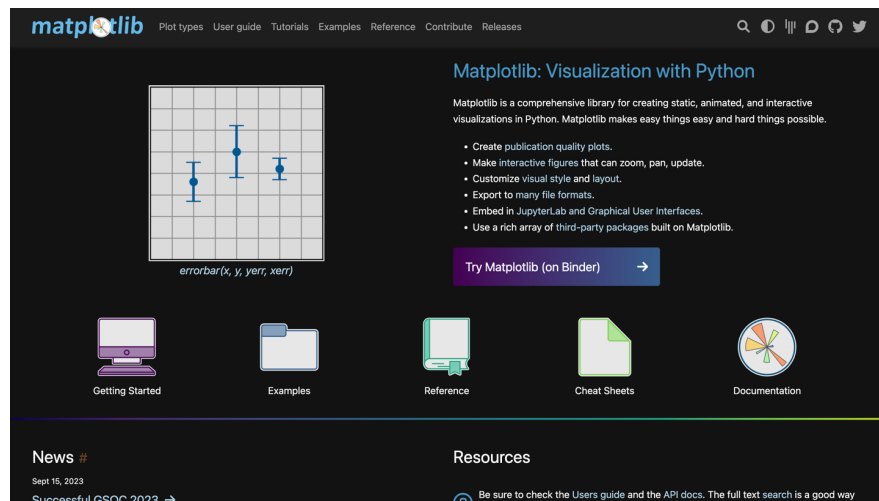 matplotlib
Plot types User guide Tutorials Examples Reference Contribute Releases
errorbar(x, y, yerr, xerr)
Matplotlib: Visualization with Python
Matplotlib is a comprehensive library for creating static, animated, and interactive
visualizations in Python. Matplotlib makes easy things easy and hard things possible.
• Create publication quality plots.
• Make interactive figures that can zoom, pan, update.
• Customize visual style and layout.
• Export to many file formats.
• Embed in JupyterLab and Graphical User Interfaces.
• Use a rich array of third-party packages built on Matplotlib.
Try Matplotlib (on Binder) →
Getting Started
Examples
Reference
Cheat Sheets
Documentation
News #
Sept 15, 2023
Successful GSOC 2023 →
Resources
Be sure to check the Users guide and the API docs. The full text search is a good way